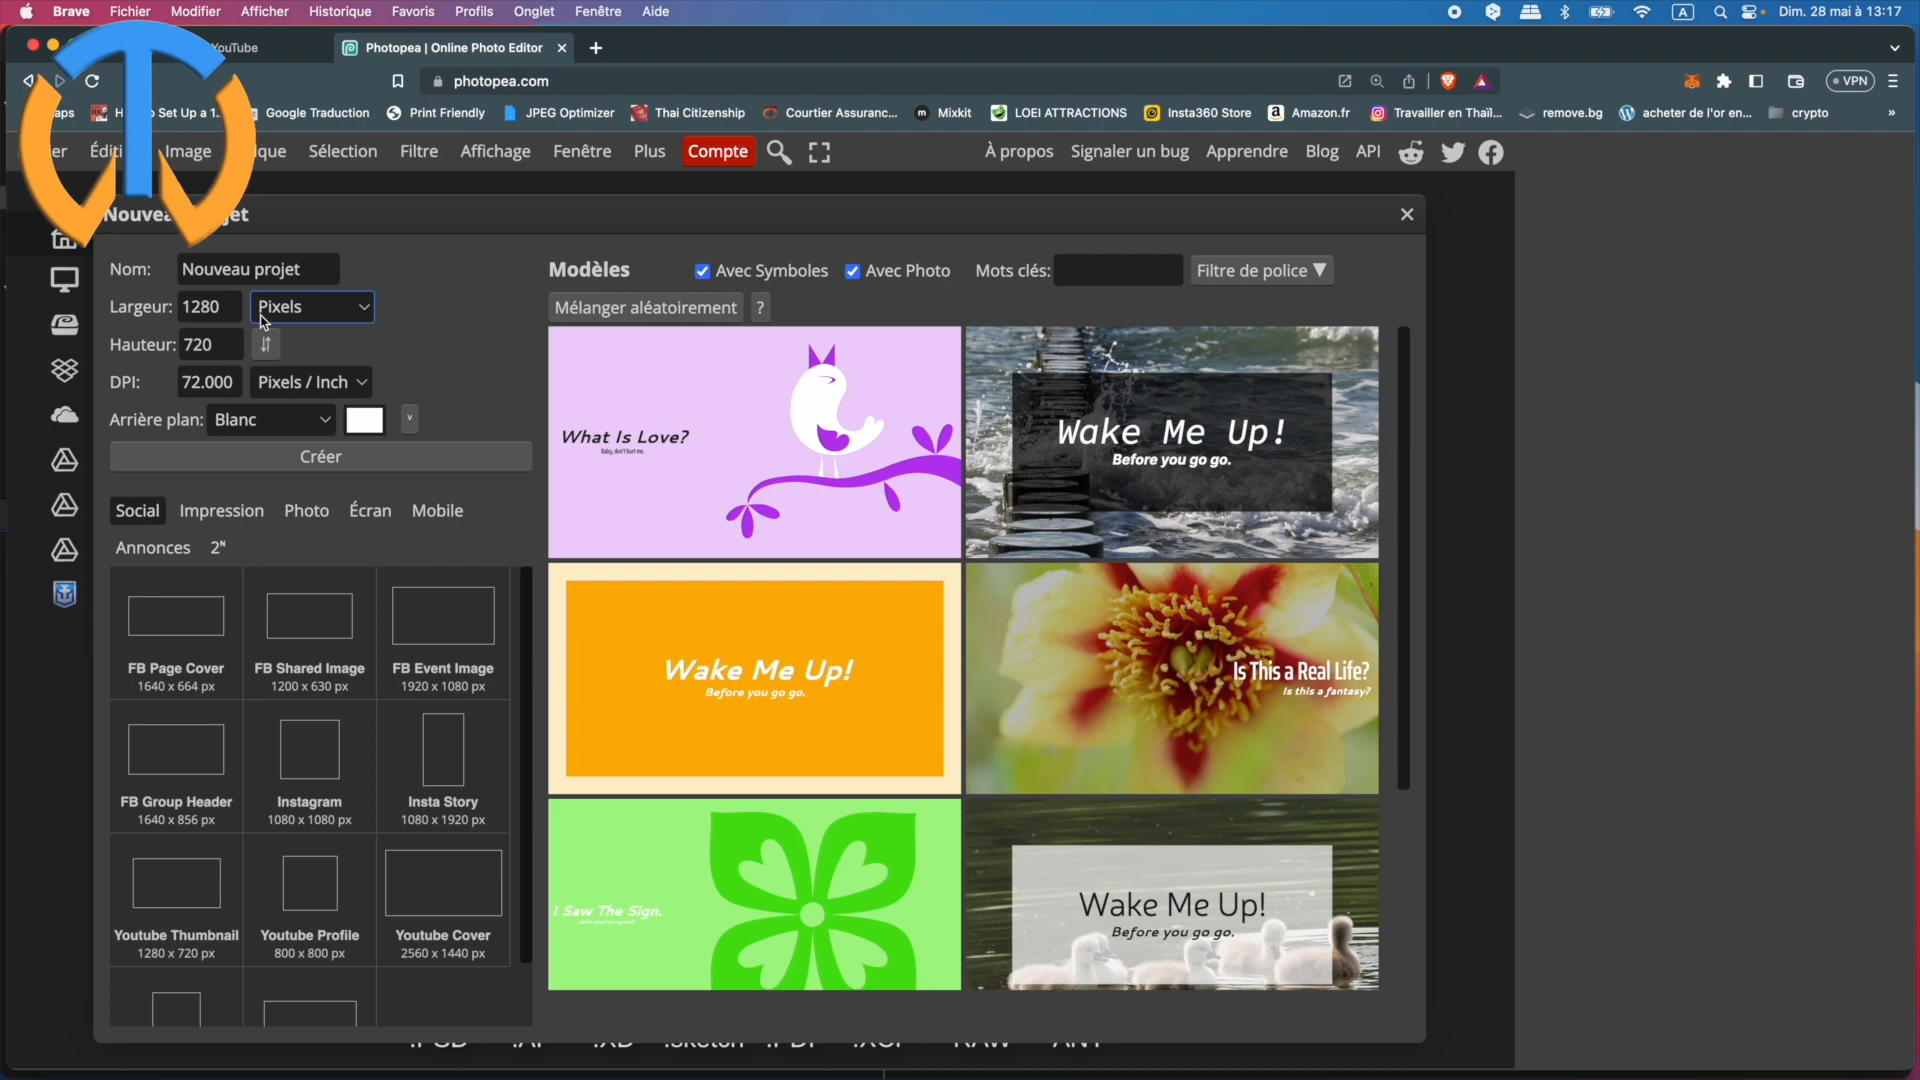 Brave Fichier Modifier Afficher Historique Favoris Profils Onglet Fenêtre Aide A Dim. 28 mai à 13:17
YouTube Photopea | Online Photo Editor
photopea.com VPN
Set Up a 1... Google Traduction Print Friendly JPEG Optimizer Thai Citizenship Courtier Assuranc... Mixkit LOEI ATTRACTIONS Insta360 Store Amazon.fr Travailler en Thaïl... remove.bg acheter de l'or en... crypto »
Image Sélection Filtre Affichage Fenêtre Plus Compte À propos Signaler un bug Apprendre Blog API
Nom: Nouveau projet
Largeur: 1280 Pixels
Hauteur: 720
DPI: 72.000 Pixels / Inch
Arrière plan: Blanc
Créer
Social Impression Photo Écran Mobile
Annonces 2ᴺ
FB Page Cover
1640 x 664 px
FB Shared Image
1200 x 630 px
FB Event Image
1920 x 1080 px
FB Group Header
1640 x 856 px
Instagram
1080 x 1080 px
Insta Story
1080 x 1920 px
Youtube Thumbnail
1280 x 720 px
Youtube Profile
800 x 800 px
Youtube Cover
2560 x 1440 px
Modèles Avec Symboles Avec Photo Mots clés: Filtre de police ▼
Mélanger aléatoirement ?
What Is Love?
Baby, don't hurt me.
Wake Me Up!
Before you go go.
Wake Me Up!
Before you go go.
Is This a Real Life?
Is this a fantasy?
I Saw The Sign.
Wake Me Up!
Before you go go.